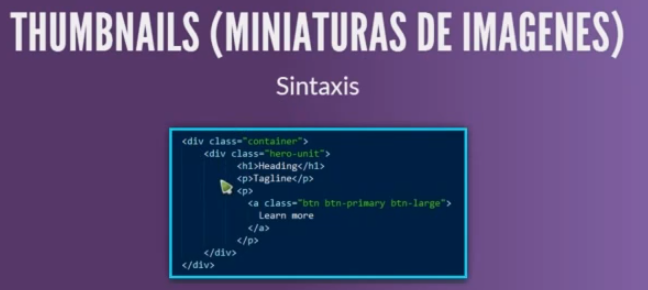 THUMBNAILS (MINIATURAS DE IMAGENES)
Sintaxis
<div class="container">
<div class="hero-unit">
<h1>Heading</h1>
<p>Tagline</p>
<p>
<a class="btn btn-primary btn-large">
Learn more
</a>
</p>
</div>
</div>